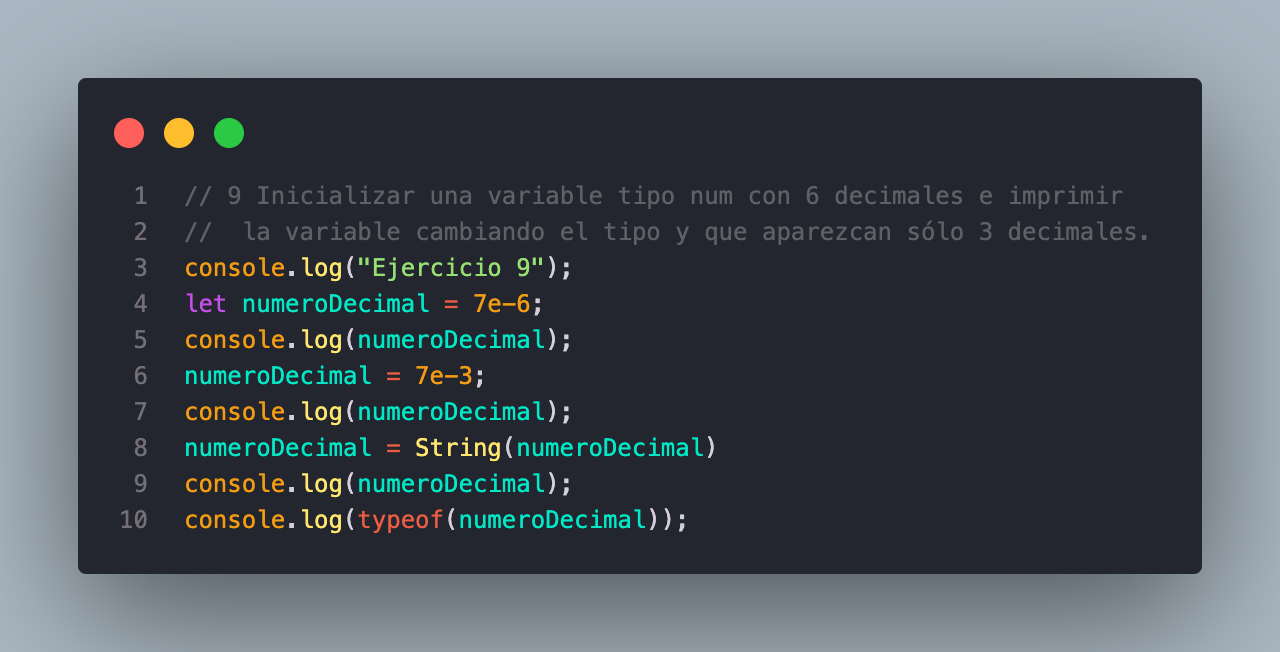 1 // 9 Inicializar una variable tipo num con 6 decimales e imprimir
2 //  la variable cambiando el tipo y que aparezcan sólo 3 decimales.
3 console.log("Ejercicio 9");
4 let numeroDecimal = 7e-6;
5 console.log(numeroDecimal);
6 numeroDecimal = 7e-3;
7 console.log(numeroDecimal);
8 numeroDecimal = String(numeroDecimal)
9 console.log(numeroDecimal);
10 console.log(typeof(numeroDecimal));